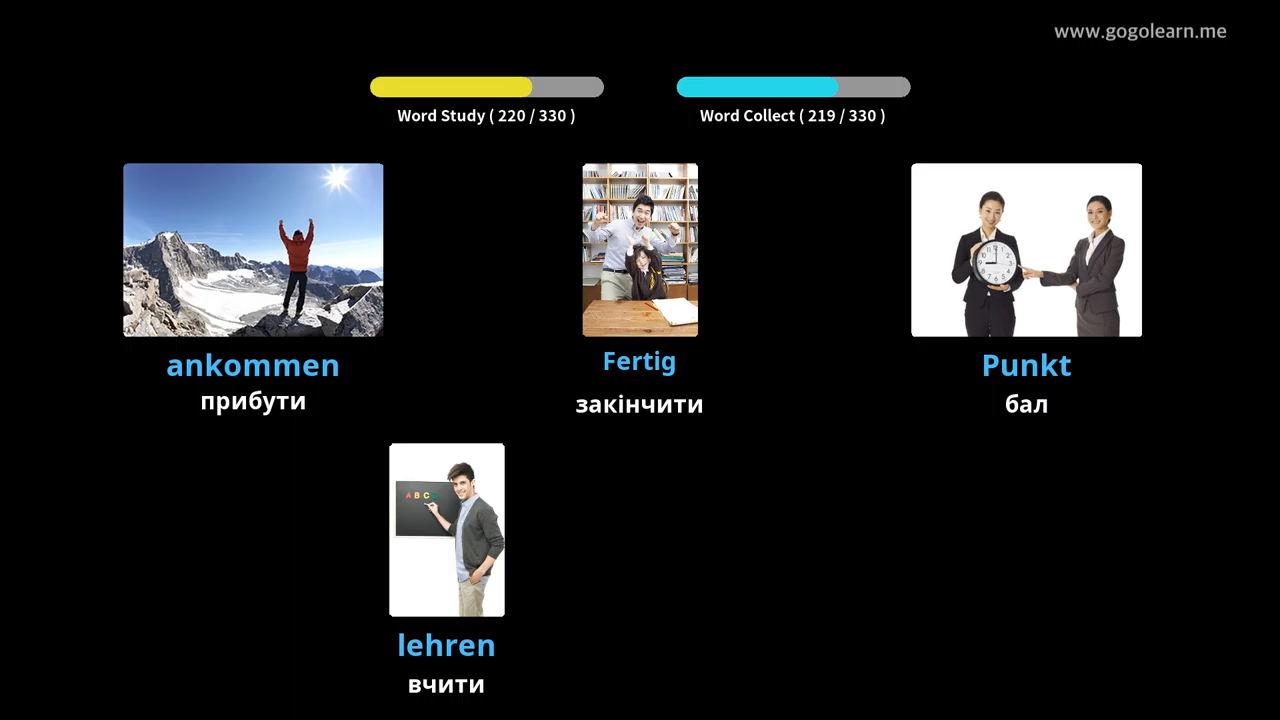 www.gogolearn.me
Word Study ( 220 / 330 )
Word Collect ( 219 / 330 )
ankommen
прибути
Fertig
закінчити
Punkt
бал
A B C
lehren
вчити